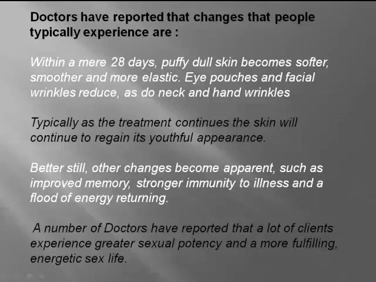 Doctors have reported that changes that people
typically experience are :
Within a mere 28 days, puffy dull skin becomes softer,
smoother and more elastic. Eye pouches and facial
wrinkles reduce, as do neck and hand wrinkles
Typically as the treatment continues the skin will
continue to regain its youthful appearance.
Better still, other changes become apparent, such as
improved memory, stronger immunity to illness and a
flood of energy returning.
A number of Doctors have reported that a lot of clients
experience greater sexual potency and a more fulfilling,
energetic sex life.